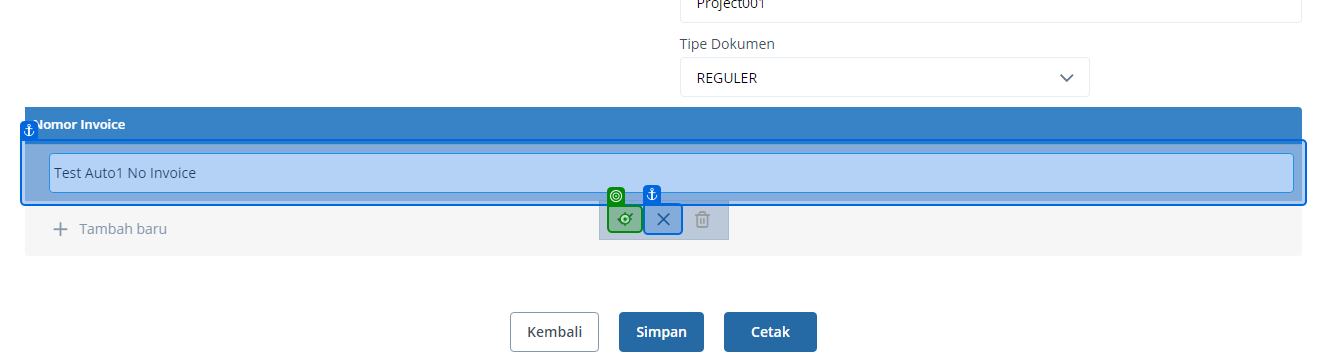 Project001
Tipe Dokumen
REGULER
Nomor Invoice
Test Auto1 No Invoice
Tambah baru
Kembali Simpan Cetak